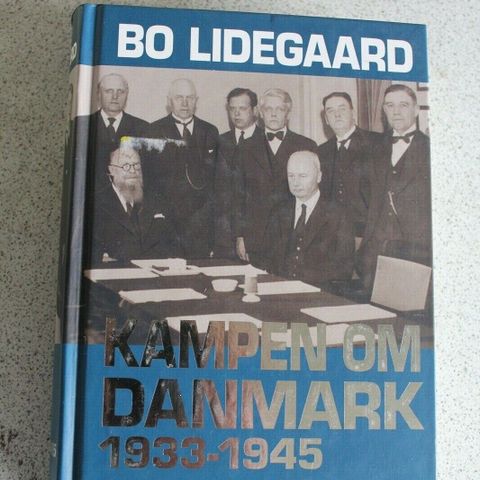 BO LIDEGAARD
KAMPEN OM
DANMARK
1933-1945